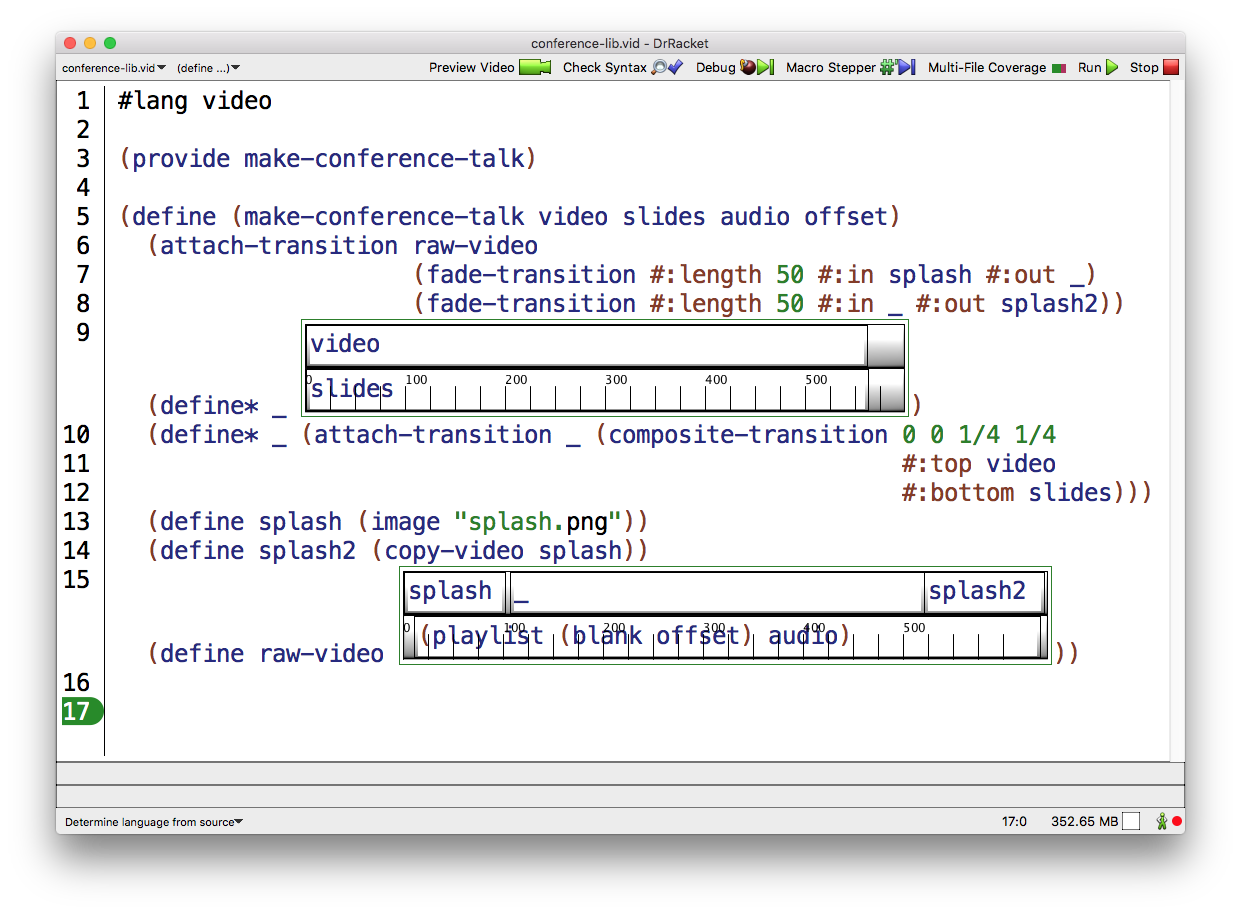 conference-lib.vid - DrRacket
conference-lib.vid (define ...) Preview Video Check Syntax Debug Macro Stepper Multi-File Coverage Run Stop
1 #lang video
2
3 (provide make-conference-talk)
4
5 (define (make-conference-talk video slides audio offset)
6 (attach-transition raw-video
7 (fade-transition #:length 50 #:in splash #:out _)
8 (fade-transition #:length 50 #:in _ #:out splash2))
9
video
0 100 200 300 400 500
slides
(define* _ )
10 (define* _ (attach-transition _ (composite-transition 0 0 1/4 1/4
11 #:top video
12 #:bottom slides)))
13 (define splash (image "splash.png"))
14 (define splash2 (copy-video splash))
15
splash _ splash2
0 100 200 300 400 500
(playlist (blank offset) audio)
(define raw-video ))
16
17
Determine language from source 17:0 352.65 MB